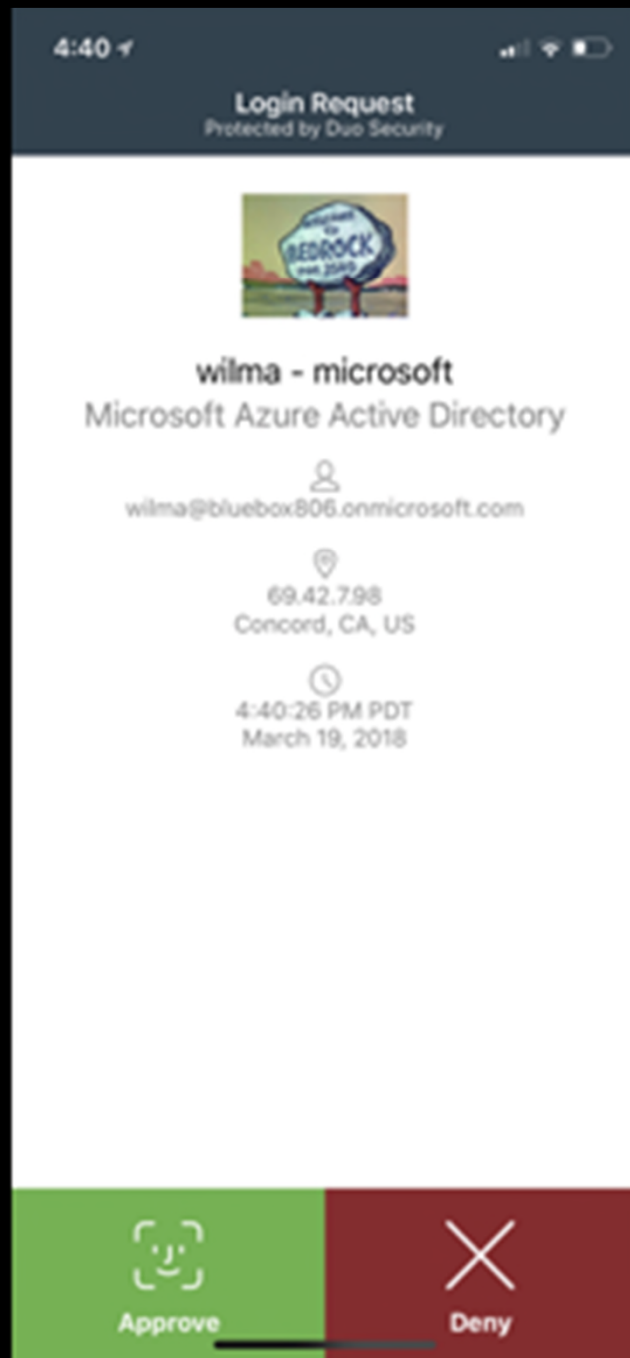 4:40
Login Request
Protected by Duo Security
BEDROCK
wilma - microsoft
Microsoft Azure Active Directory
wilma@bluebox806.onmicrosoft.com
69.42.7.98
Concord, CA, US
4:40:26 PM PDT
March 19, 2018
Approve
Deny